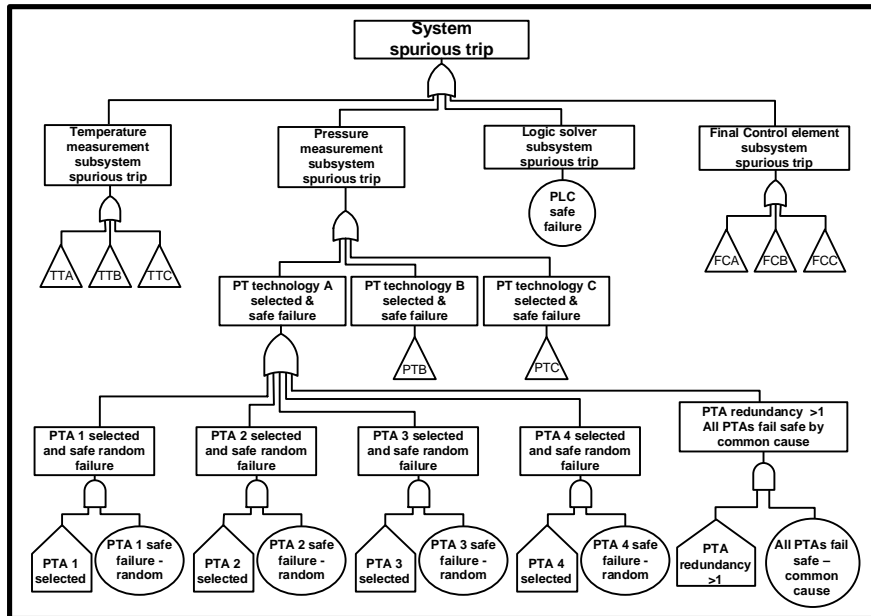 System
spurious trip
Temperature
measurement
subsystem
spurious trip
Pressure
measurement
subsystem
spurious trip
Logic solver
subsystem
spurious trip
Final Control element
subsystem
spurious trip
PLC
safe
failure
TTA
TTB
TTC
FCA
FCB
FCC
PT technology A
selected &
safe failure
PT technology B
selected &
safe failure
PT technology C
selected &
safe failure
PTB
PTC
PTA 1 selected
and safe random
failure
PTA 2 selected
and safe random
failure
PTA 3 selected
and safe random
failure
PTA 4 selected
and safe random
failure
PTA redundancy >1
All PTAs fail safe by
common cause
PTA 1
selected
PTA 1 safe
failure -
random
PTA 2
selected
PTA 2 safe
failure -
random
PTA 3
selected
PTA 3 safe
failure -
random
PTA 4
selected
PTA 4 safe
failure -
random
PTA
redundancy
>1
All PTAs fail
safe –
common
cause